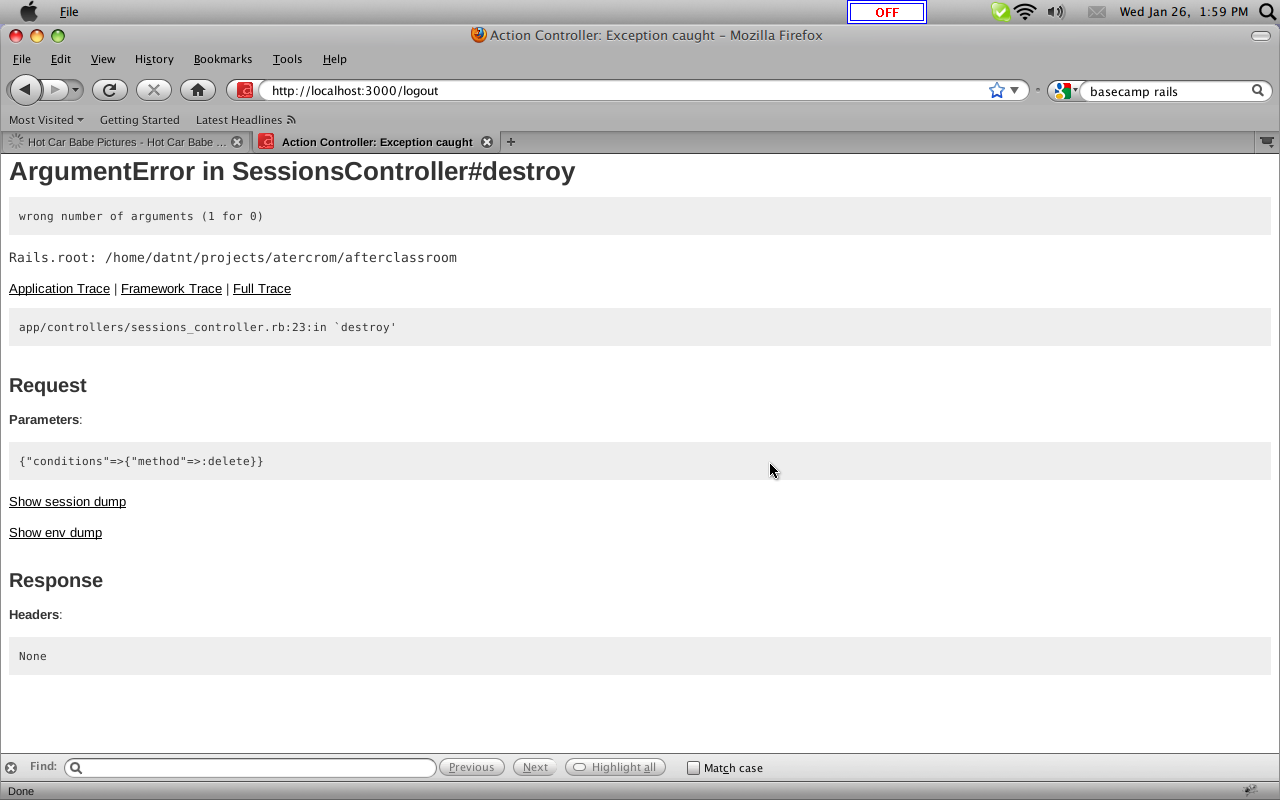 File
OFF
Wed Jan 26, 1:59 PM
Action Controller: Exception caught – Mozilla Firefox
File Edit View History Bookmarks Tools Help
http://localhost:3000/logout
basecamp rails
Most Visited Getting Started Latest Headlines
Hot Car Babe Pictures - Hot Car Babe ...
Action Controller: Exception caught
ArgumentError in SessionsController#destroy
wrong number of arguments (1 for 0)
Rails.root: /home/datnt/projects/atercrom/afterclassroom
Application Trace | Framework Trace | Full Trace
app/controllers/sessions_controller.rb:23:in `destroy'
Request
Parameters:
{"conditions"=>{"method"=>:delete}}
Show session dump
Show env dump
Response
Headers:
None
Find: Previous Next Highlight all Match case
Done